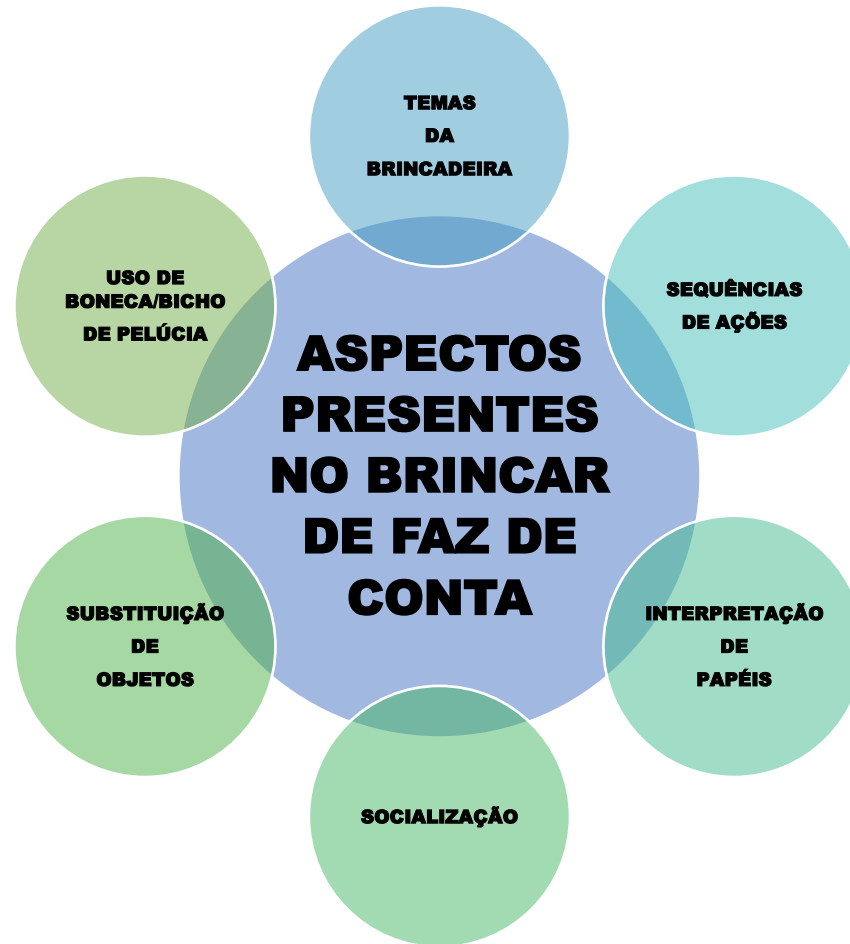 TEMAS
DA
BRINCADEIRA
SEQUÊNCIAS
DE AÇÕES
INTERPRETAÇÃO
DE
PAPÉIS
SOCIALIZAÇÃO
SUBSTITUIÇÃO
DE
OBJETOS
USO DE
BONECA/BICHO
DE PELÚCIA
ASPECTOS
PRESENTES
NO BRINCAR
DE FAZ DE
CONTA